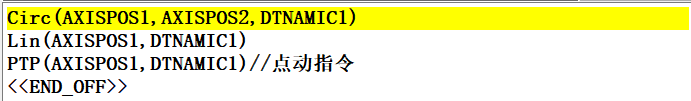 Circ(AXISPOS1,AXISPOS2,DTNAMIC1)
Lin(AXISPOS1,DTNAMIC1)
PTP(AXISPOS1,DTNAMIC1)//点动指令
<<END_OFF>>